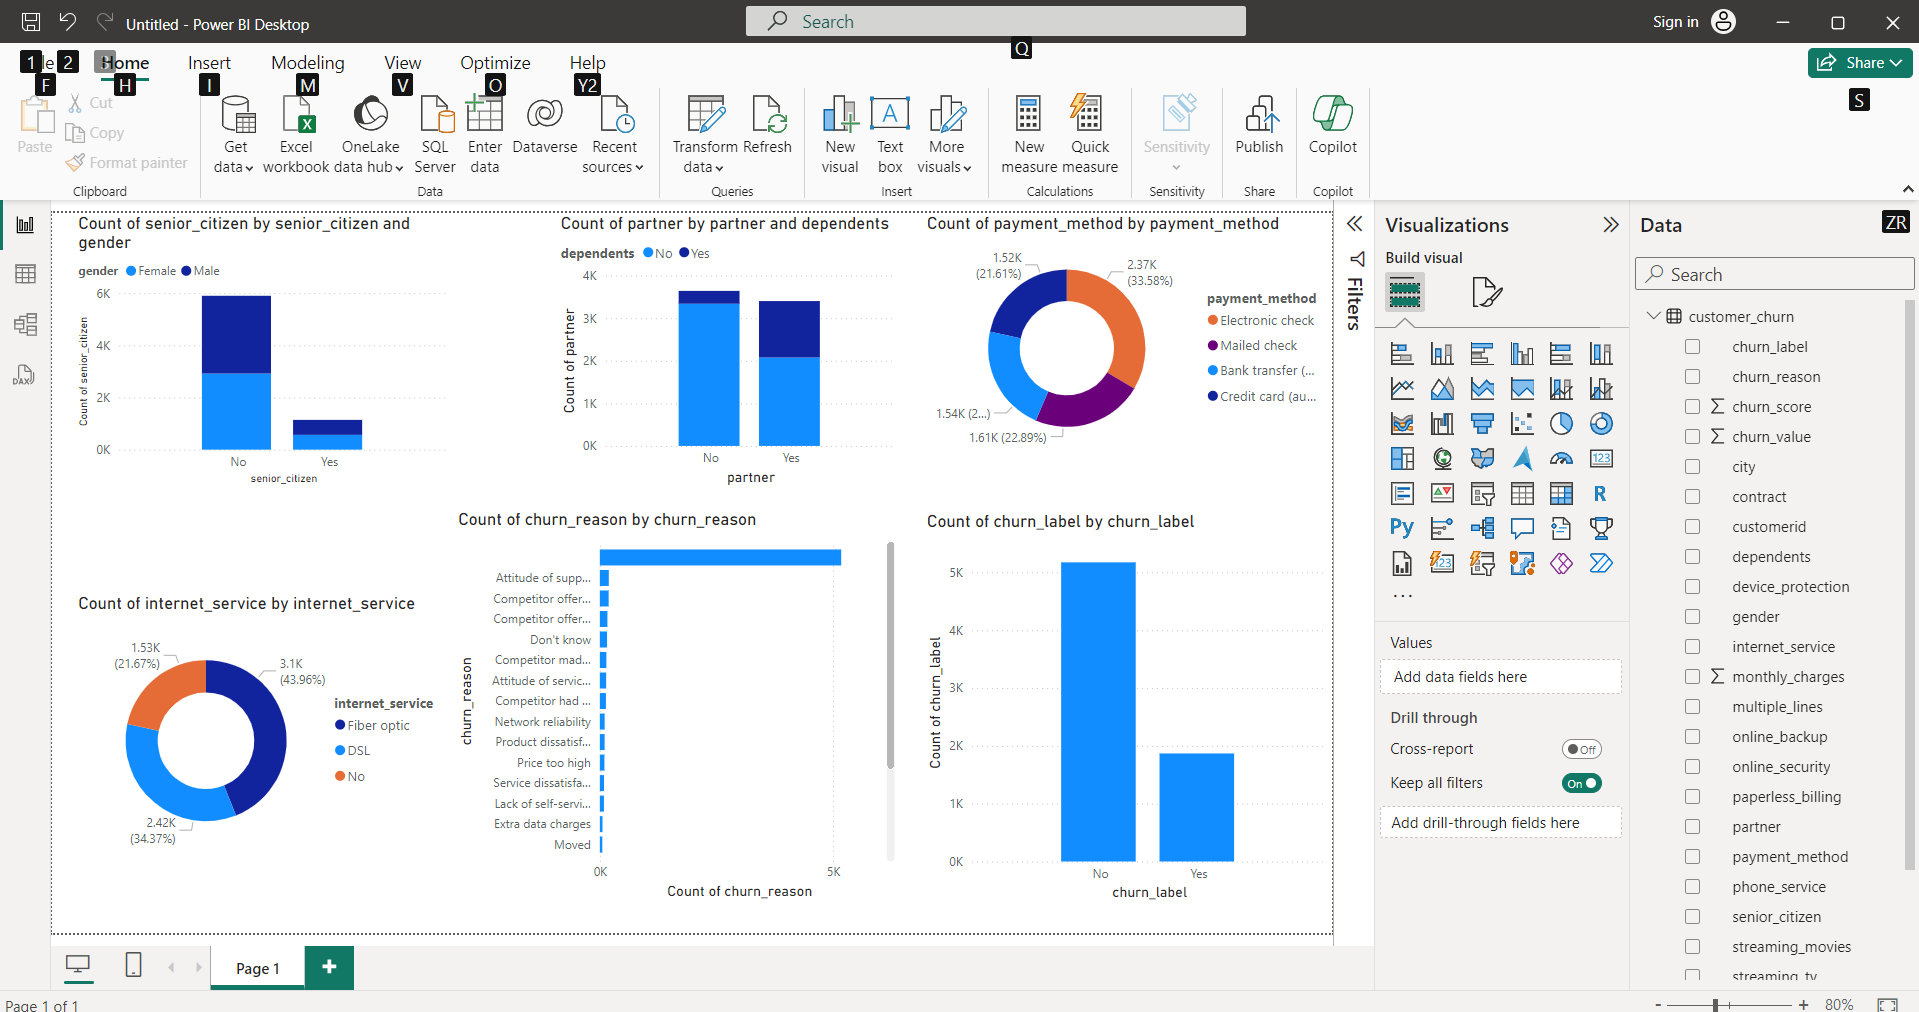 Untitled - Power BI Desktop
Search
Sign in
1
2
Home
Insert
Modeling
View
Optimize
Help
Q
Share
F
H
I
M
V
O
Y2
S
Paste
Cut
Copy
Format painter
Clipboard
Get data
Excel workbook
OneLake data hub
SQL Server
Enter data
Dataverse
Recent sources
Data
Transform data
Refresh
Queries
New visual
Text box
More visuals
Insert
New measure
Quick measure
Calculations
Sensitivity
Sensitivity
Publish
Share
Copilot
Copilot
Count of senior_citizen by senior_citizen and
gender
gender Female Male
Count of senior_citizen
6K
4K
2K
0K
No Yes
senior_citizen
Count of partner by partner and dependents
dependents No Yes
Count of partner
4K
3K
2K
1K
0K
No Yes
partner
Count of payment_method by payment_method
1.52K
(21.61%)
2.37K
(33.58%)
1.54K (2...)
1.61K (22.89%)
payment_method
Electronic check
Mailed check
Bank transfer (...
Credit card (au...
Count of internet_service by internet_service
1.53K
(21.67%)
3.1K
(43.96%)
2.42K
(34.37%)
internet_service
Fiber optic
DSL
No
Count of churn_reason by churn_reason
churn_reason
Attitude of supp...
Competitor offer...
Competitor offer...
Don't know
Competitor mad...
Attitude of servic...
Competitor had ...
Network reliability
Product dissatisf...
Price too high
Service dissatisfa...
Lack of self-servi...
Extra data charges
Moved
0K 5K
Count of churn_reason
Count of churn_label by churn_label
Count of churn_label
5K
4K
3K
2K
1K
0K
No Yes
churn_label
Filters
Visualizations
Build visual
123
R
Py
123
...
Values
Add data fields here
Drill through
Cross-report
Off
Keep all filters
On
Add drill-through fields here
Data
ZR
Search
customer_churn
churn_label
churn_reason
churn_score
churn_value
city
contract
customerid
dependents
device_protection
gender
internet_service
monthly_charges
multiple_lines
online_backup
online_security
paperless_billing
partner
payment_method
phone_service
senior_citizen
streaming_movies
streaming_tv
DAX
Page 1
Page 1 of 1
- + 80%